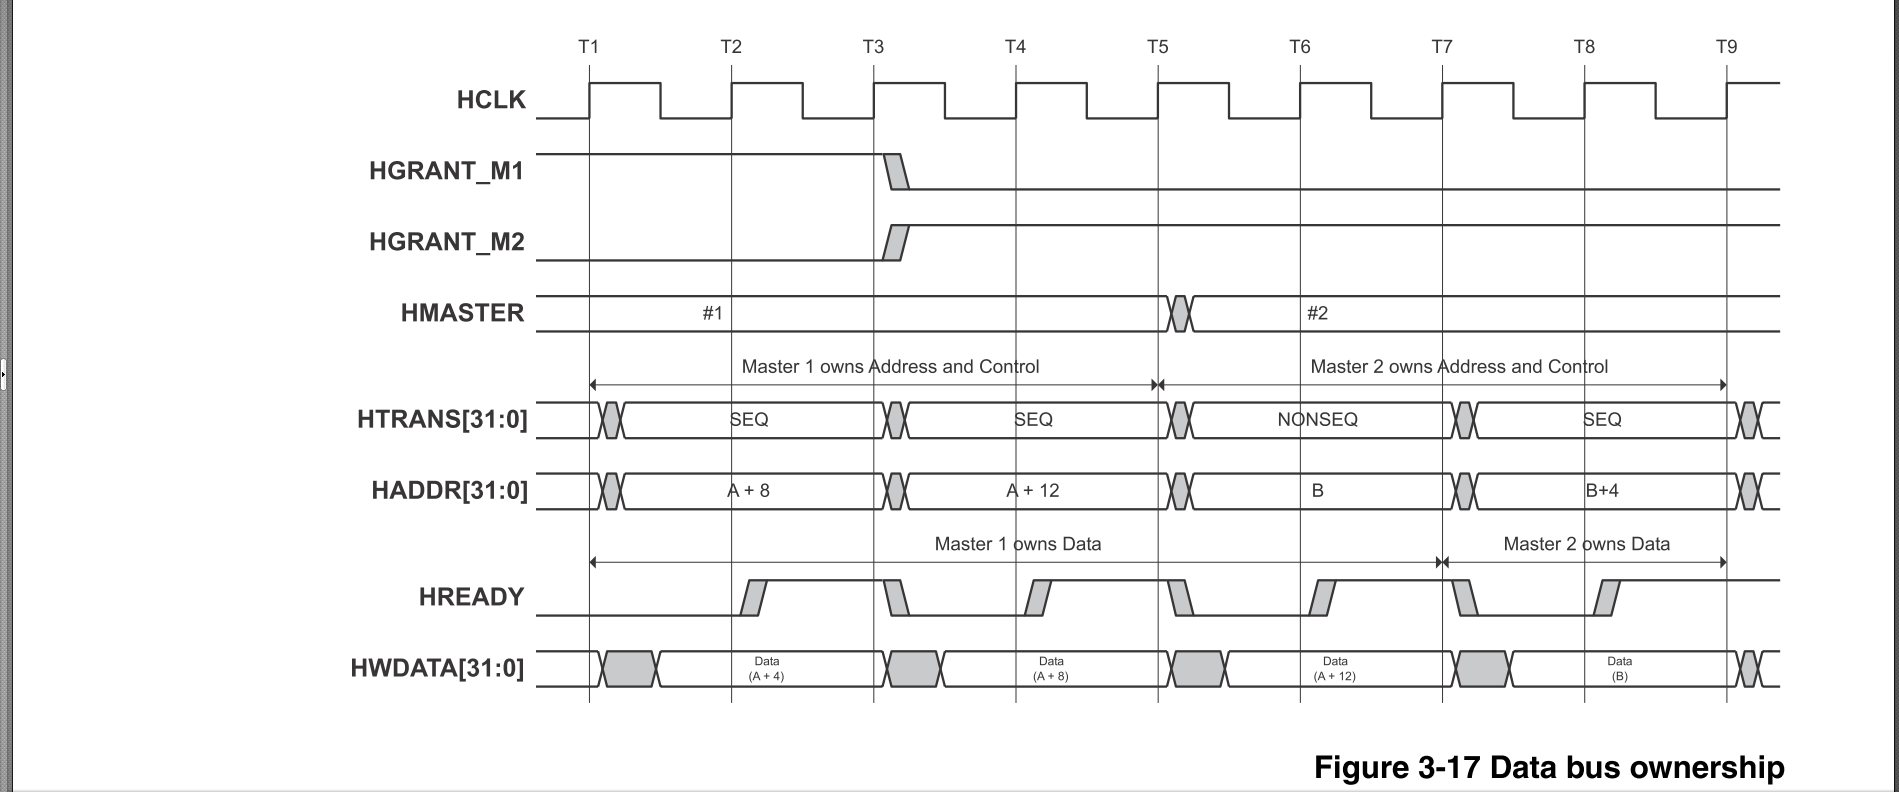 T1 T2 T3 T4 T5 T6 T7 T8 T9
HCLK
HGRANT_M1
HGRANT_M2
HMASTER #1 #2
Master 1 owns Address and Control Master 2 owns Address and Control
HTRANS[31:0] SEQ SEQ NONSEQ SEQ
HADDR[31:0] A + 8 A + 12 B B+4
Master 1 owns Data Master 2 owns Data
HREADY
HWDATA[31:0] Data Data Data Data
(A + 4) (A + 8) (A + 12) (B)
Figure 3-17 Data bus ownership